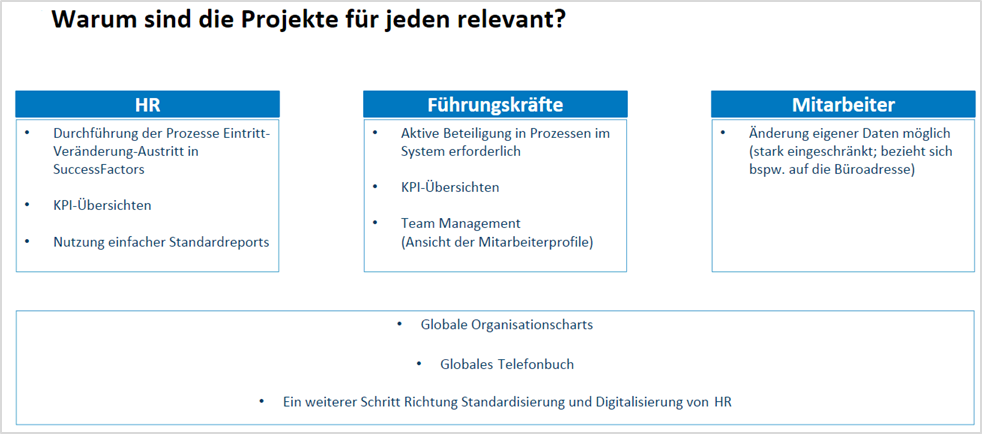 Warum sind die Projekte für jeden relevant?
HR
• Durchführung der Prozesse Eintritt-
Veränderung-Austritt in
SuccessFactors
• KPI-Übersichten
• Nutzung einfacher Standardreports
Führungskräfte
• Aktive Beteiligung in Prozessen im
System erforderlich
• KPI-Übersichten
• Team Management
(Ansicht der Mitarbeiterprofile)
Mitarbeiter
• Änderung eigener Daten möglich
(stark eingeschränkt; bezieht sich
bspw. auf die Büroadresse)
• Globale Organisationscharts
• Globales Telefonbuch
• Ein weiterer Schritt Richtung Standardisierung und Digitalisierung von HR